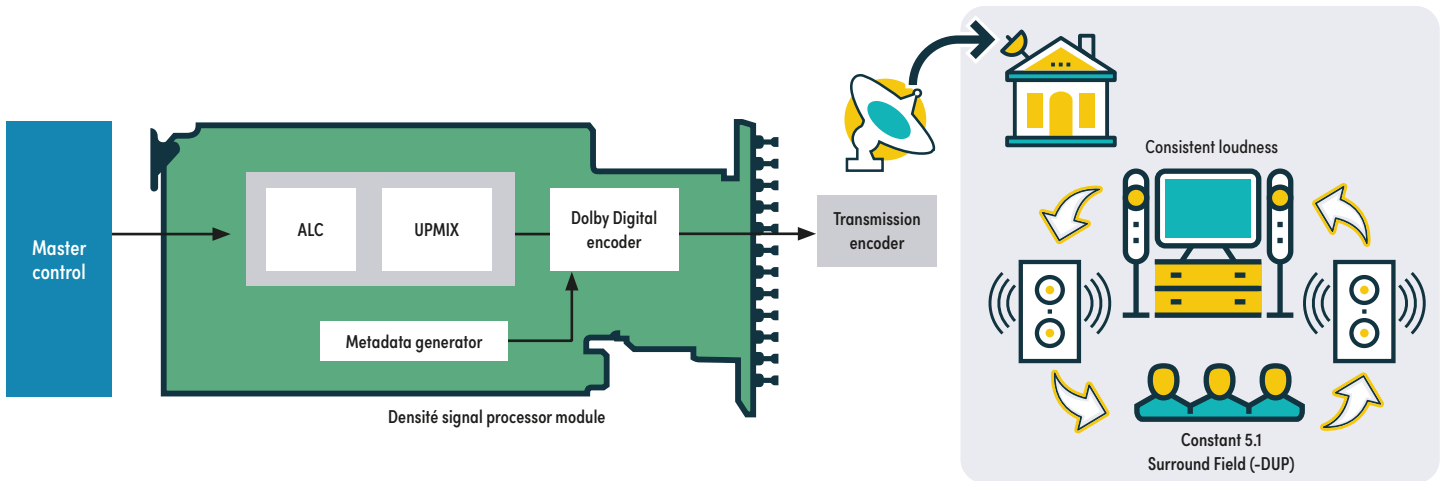 Master
control
ALC
UPMIX
Dolby Digital
encoder
Metadata generator
Densité signal processor module
Transmission
encoder
Consistent loudness
Constant 5.1
Surround Field (-DUP)